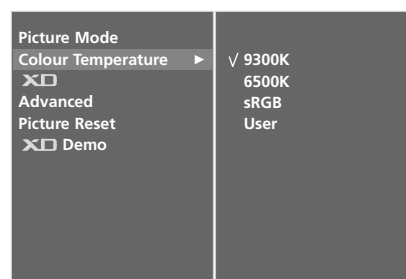 Picture Mode
Colour Temperature ►
XD
Advanced
Picture Reset
XD Demo
√ 9300K
6500K
sRGB
User